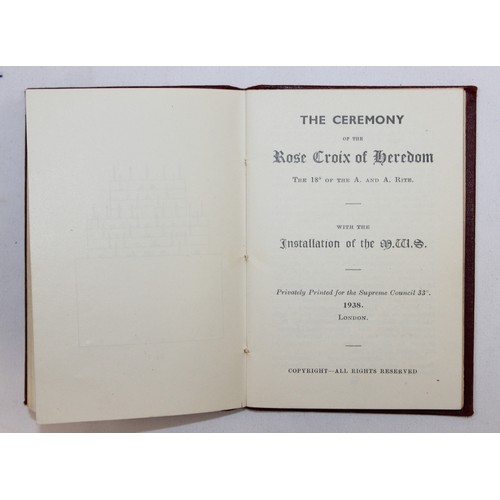 THE CEREMONY
OF THE
Rose Croix of Heredom
THE 18° OF THE A. AND A. RITE.
WITH THE
Installation of the M.W.S.
Privately Printed for the Supreme Council 33°.
1938.
LONDON.
COPYRIGHT—ALL RIGHTS RESERVED